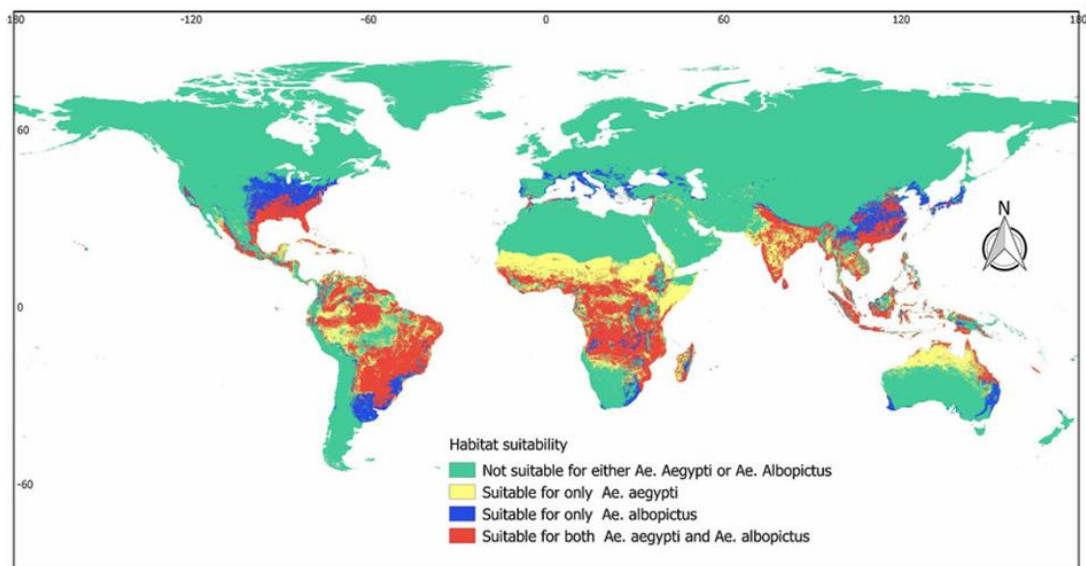 -180 -120 -60 0 60 120 180
60
N
0
-60
Habitat suitability
Not suitable for either Ae. Aegypti or Ae. Albopictus
Suitable for only Ae. aegypti
Suitable for only Ae. albopictus
Suitable for both Ae. aegypti and Ae. albopictus